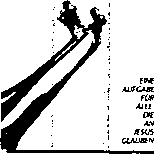 EINE
AUFGABE
FÜR
ALLE,
DIE
AN
JESUS
GLAUBEN